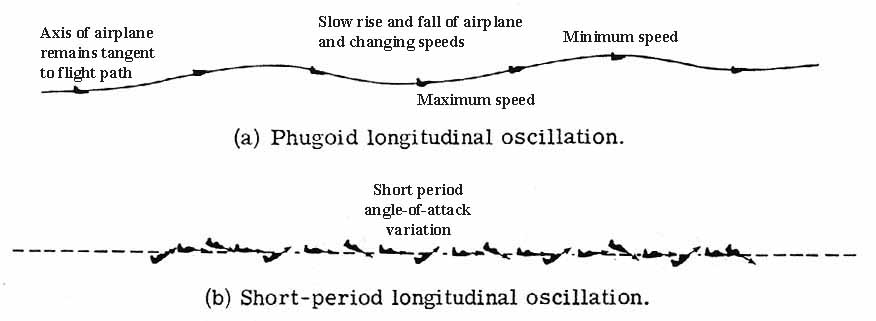 Axis of airplane
remains tangent
to flight path
Slow rise and fall of airplane
and changing speeds
Minimum speed
Maximum speed
(a) Phugoid longitudinal oscillation.
Short period
angle-of-attack
variation
(b) Short-period longitudinal oscillation.